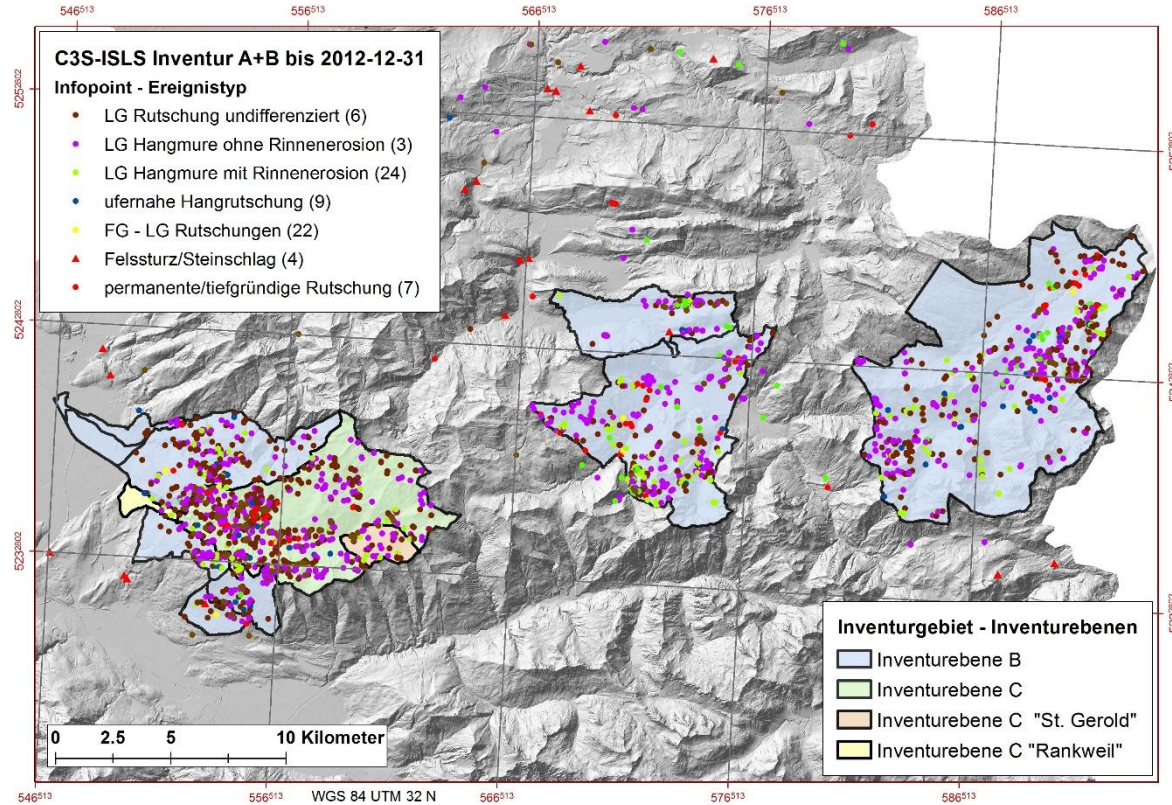 546⁵¹³ 556⁵¹³ 566⁵¹³ 576⁵¹³ 586⁵¹³
C3S-ISLS Inventur A+B bis 2012-12-31
Infopoint - Ereignistyp
LG Rutschung undifferenziert (6)
LG Hangmure ohne Rinnenerosion (3)
LG Hangmure mit Rinnenerosion (24)
ufernahe Hangrutschung (9)
FG - LG Rutschungen (22)
Felssturz/Steinschlag (4)
permanente/tiefgründige Rutschung (7)
5252⁸⁰² 5252⁸⁰²
5242⁸⁰² 5242⁸⁰²
5232⁸⁰² 5232⁸⁰²
Inventurgebiet - Inventurebenen
Inventurebene B
Inventurebene C
Inventurebene C "St. Gerold"
Inventurebene C "Rankweil"
0 2.5 5 10 Kilometer
546⁵¹³ 556⁵¹³ WGS 84 UTM 32 N 566⁵¹³ 576⁵¹³ 586⁵¹³